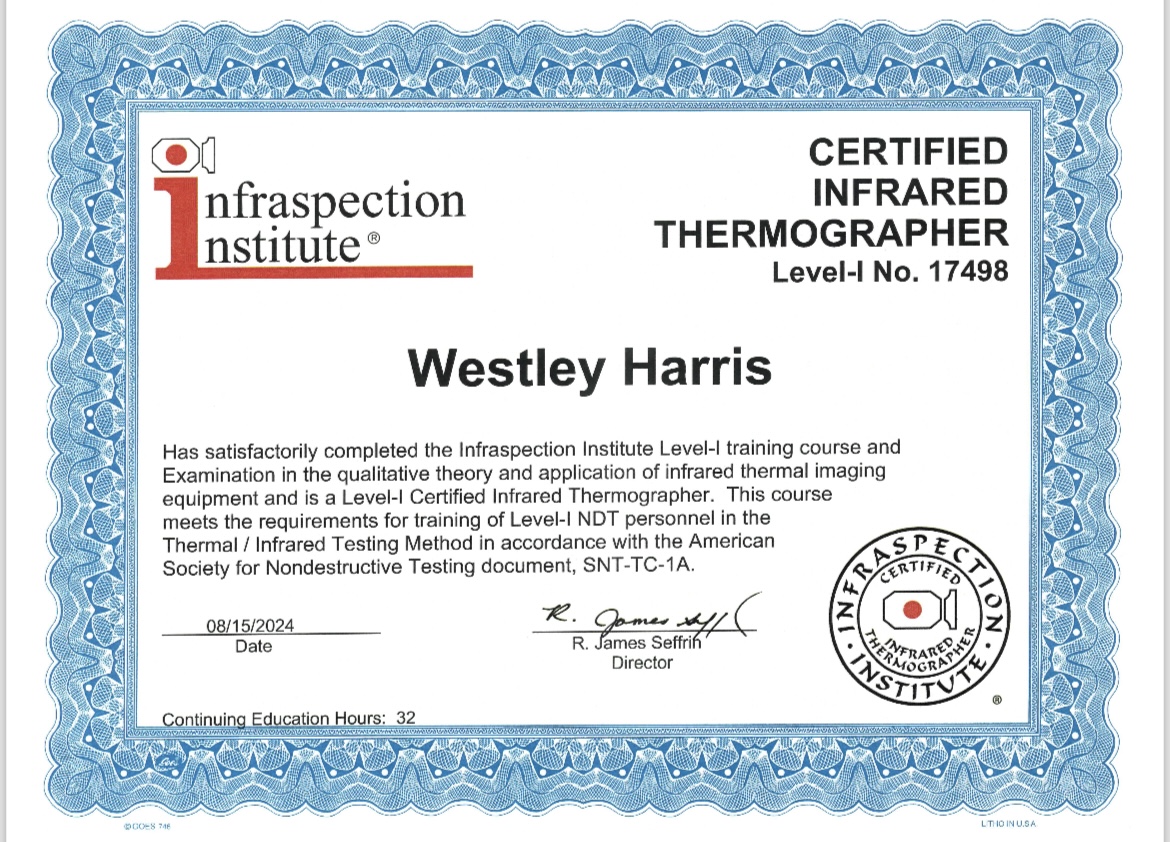 infraspection
institute®
CERTIFIED
INFRARED
THERMOGRAPHER
Level-I No. 17498
Westley Harris
Has satisfactorily completed the Infraspection Institute Level-I training course and
Examination in the qualitative theory and application of infrared thermal imaging
equipment and is a Level-I Certified Infrared Thermographer. This course
meets the requirements for training of Level-I NDT personnel in the
Thermal / Infrared Testing Method in accordance with the American
Society for Nondestructive Testing document, SNT-TC-1A.
08/15/2024
Date
R. James Seffrin
Director
INFRASPECTION
CERTIFIED
INFRARED
THERMOGRAPHER
INSTITUTE
®
Continuing Education Hours: 32
© GOES 746
LITHO IN U.S.A.